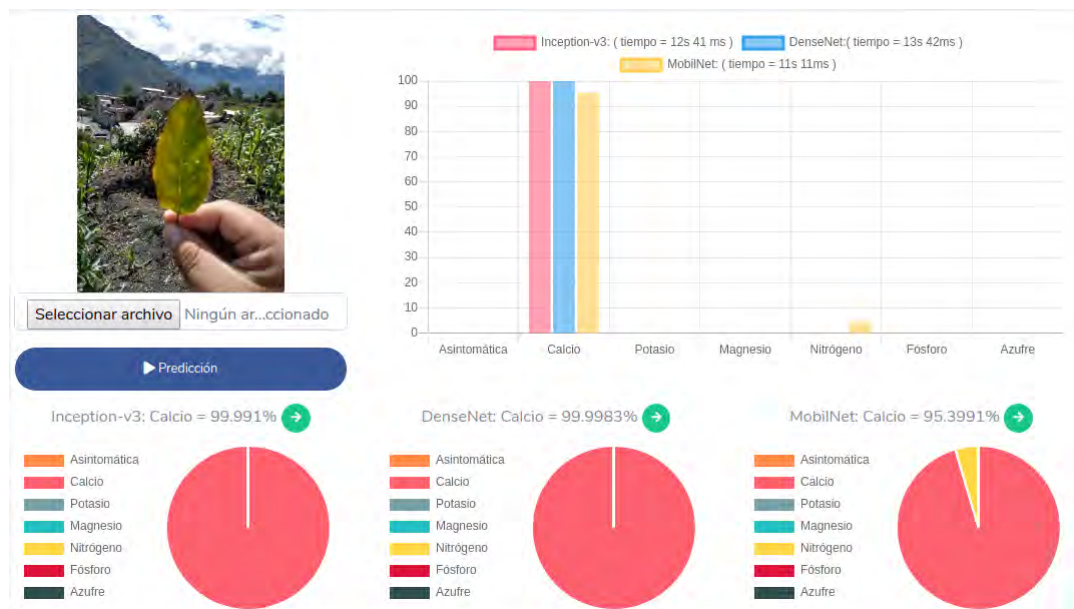 Inception-v3: ( tiempo = 12s 41 ms ) DenseNet:( tiempo = 13s 42ms )
MobilNet: ( tiempo = 11s 11ms )
100
90
80
70
60
50
40
30
20
10
0
Asintomática Calcio Potasio Magnesio Nitrógeno Fósforo Azufre
Seleccionar archivo Ningún ar...ccionado
Predicción
Inception-v3: Calcio = 99.991%
Asintomática
Calcio
Potasio
Magnesio
Nitrógeno
Fósforo
Azufre
DenseNet: Calcio = 99.9983%
Asintomática
Calcio
Potasio
Magnesio
Nitrógeno
Fósforo
Azufre
MobilNet: Calcio = 95.3991%
Asintomática
Calcio
Potasio
Magnesio
Nitrógeno
Fósforo
Azufre